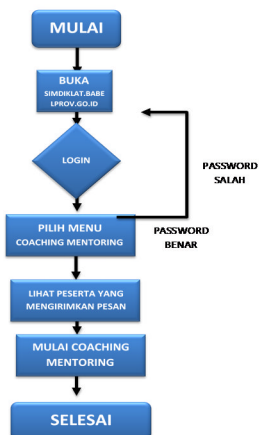 MULAI
BUKA
SIMDIKLAT.BABE
LPROV.GO.ID
LOGIN
PASSWORD
SALAH
PILIH MENU
COACHING MENTORING
PASSWORD
BENAR
LIHAT PESERTA YANG
MENGIRIMKAN PESAN
MULAI COACHING
MENTORING
SELESAI